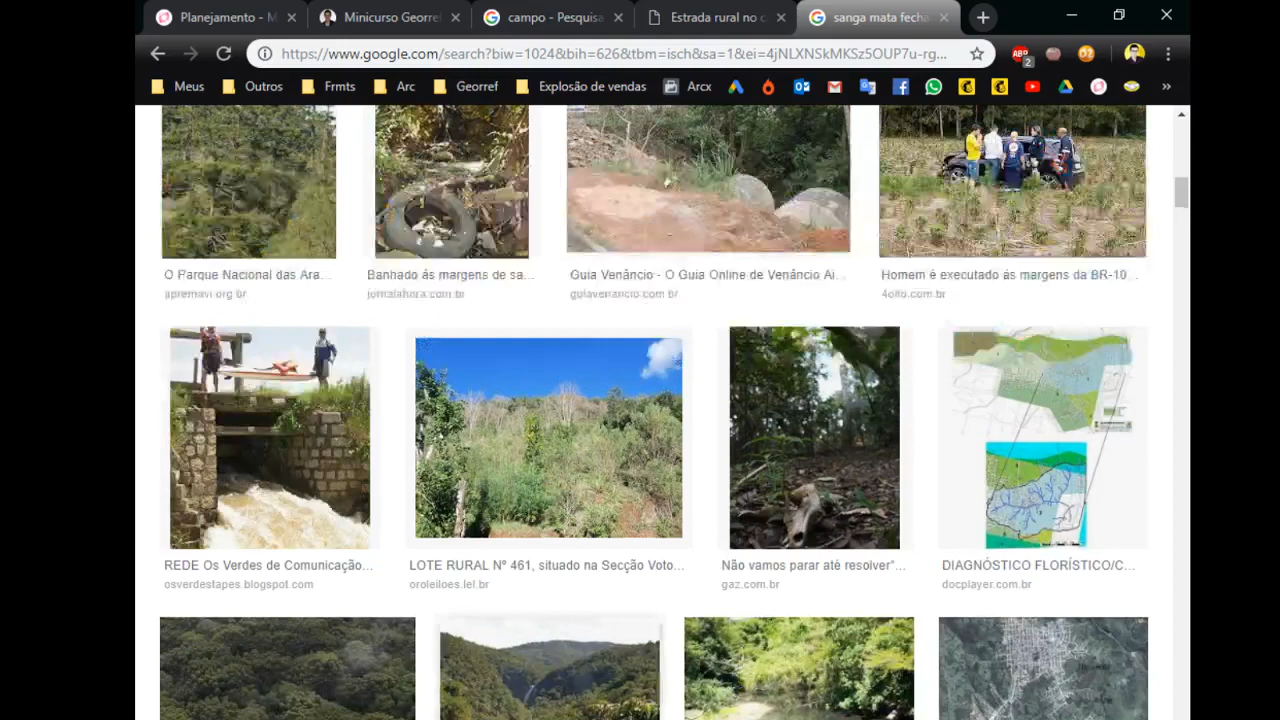 Planejamento - M
Minicurso Georref
campo - Pesquisa
Estrada rural no c
sanga mata fecha
https://www.google.com/search?biw=1024&bih=626&tbm=isch&sa=1&ei=4jNLXNSkMKSz5OUP7u-rg...
ABP
2
Meus
Outros
Frmts
Arc
Georref
Explosão de vendas
Arcx
»
O Parque Nacional das Ara...
Banhado ás margens de sa...
Guia Venâncio - O Guia Online de Venâncio Ai...
Homem é executado ás margens da BR-10...
apremavi.org.br
jornalahora.com.br
guiavenancio.com.br
4oito.com.br
REDE Os Verdes de Comunicação...
LOTE RURAL Nº 461, situado na Secção Voto...
Não vamos parar até resolver"...
DIAGNÓSTICO FLORÍSTICO/C...
osverdestapes.blogspot.com
oroleiloes.lel.br
gaz.com.br
docplayer.com.br